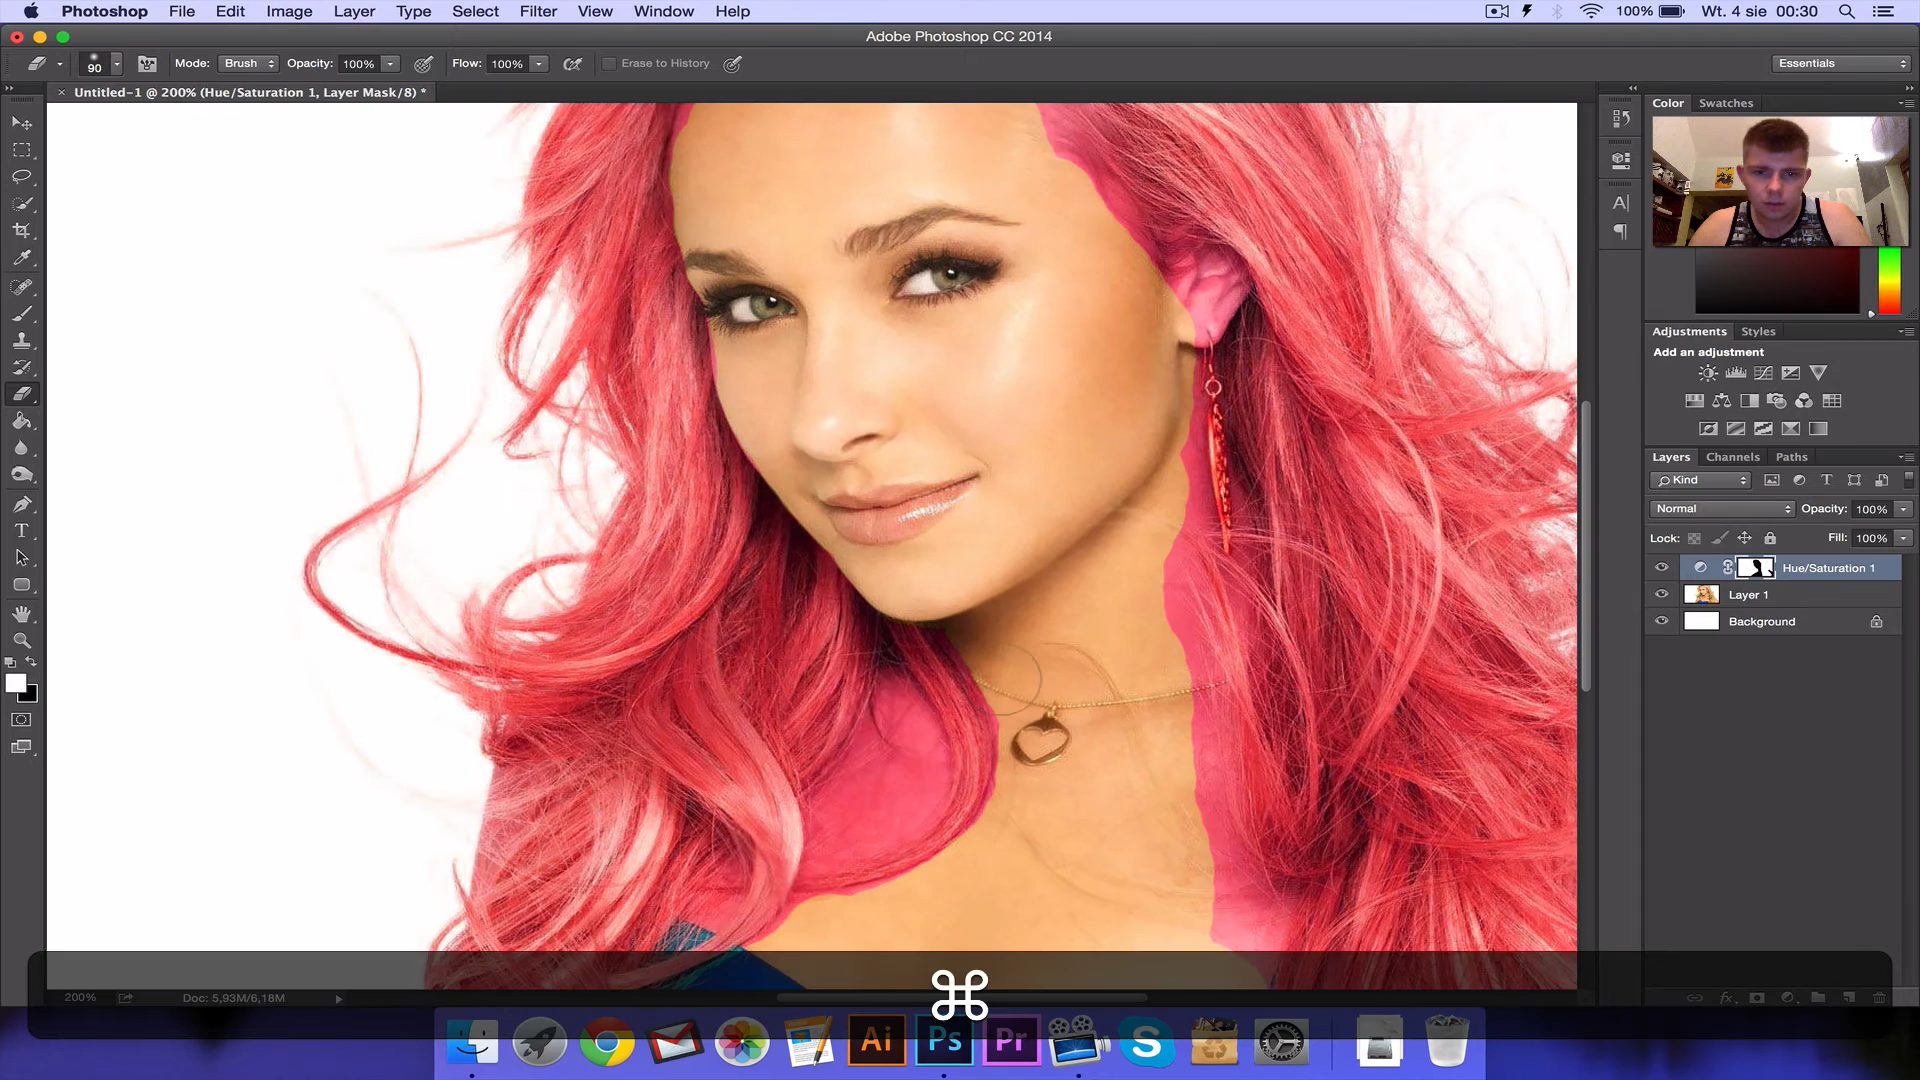 Photoshop File Edit Image Layer Type Select Filter View Window Help 100% Wt. 4 sie 00:30
Adobe Photoshop CC 2014
90 Mode: Brush Opacity: 100% Flow: 100% Erase to History Essentials
× Untitled-1 @ 200% (Hue/Saturation 1, Layer Mask/8) *
Color Swatches
Adjustments Styles
Add an adjustment
Layers Channels Paths
Kind
Normal Opacity: 100%
Lock: Fill: 100%
Hue/Saturation 1
Layer 1
Background
200% Doc: 5,93M/6,18M
⌘
Ai Ps Pr S